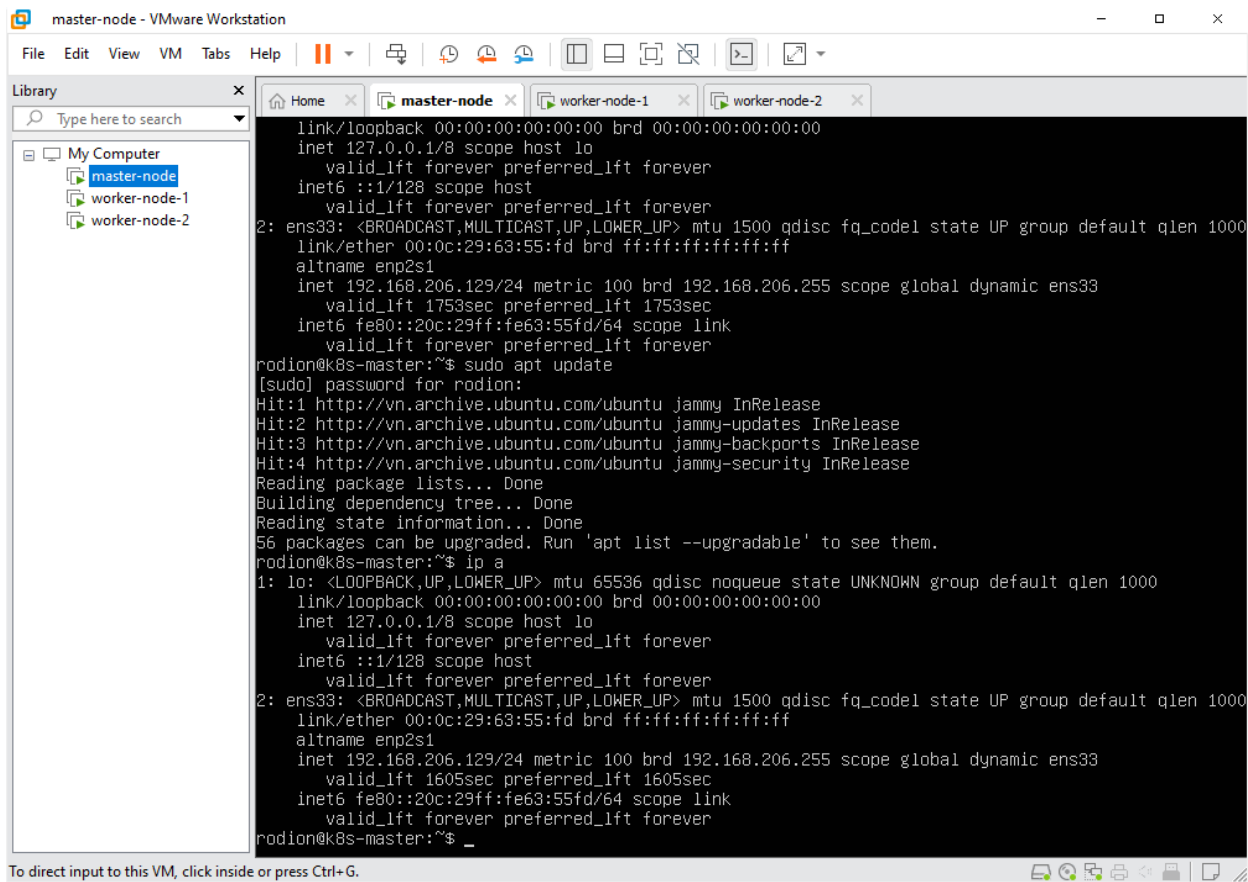 master-node - VMware Workstation
File Edit View VM Tabs Help
Library
Type here to search
My Computer
master-node
worker-node-1
worker-node-2
Home master-node worker-node-1 worker-node-2
    link/loopback 00:00:00:00:00:00 brd 00:00:00:00:00:00
    inet 127.0.0.1/8 scope host lo
       valid_lft forever preferred_lft forever
    inet6 ::1/128 scope host
       valid_lft forever preferred_lft forever
2: ens33: <BROADCAST,MULTICAST,UP,LOWER_UP> mtu 1500 qdisc fq_codel state UP group default qlen 1000
    link/ether 00:0c:29:63:55:fd brd ff:ff:ff:ff:ff:ff
    altname enp2s1
    inet 192.168.206.129/24 metric 100 brd 192.168.206.255 scope global dynamic ens33
       valid_lft 1753sec preferred_lft 1753sec
    inet6 fe80::20c:29ff:fe63:55fd/64 scope link
       valid_lft forever preferred_lft forever
rodion@k8s-master:~$ sudo apt update
[sudo] password for rodion:
Hit:1 http://vn.archive.ubuntu.com/ubuntu jammy InRelease
Hit:2 http://vn.archive.ubuntu.com/ubuntu jammy-updates InRelease
Hit:3 http://vn.archive.ubuntu.com/ubuntu jammy-backports InRelease
Hit:4 http://vn.archive.ubuntu.com/ubuntu jammy-security InRelease
Reading package lists... Done
Building dependency tree... Done
Reading state information... Done
56 packages can be upgraded. Run 'apt list --upgradable' to see them.
rodion@k8s-master:~$ ip a
1: lo: <LOOPBACK,UP,LOWER_UP> mtu 65536 qdisc noqueue state UNKNOWN group default qlen 1000
    link/loopback 00:00:00:00:00:00 brd 00:00:00:00:00:00
    inet 127.0.0.1/8 scope host lo
       valid_lft forever preferred_lft forever
    inet6 ::1/128 scope host
       valid_lft forever preferred_lft forever
2: ens33: <BROADCAST,MULTICAST,UP,LOWER_UP> mtu 1500 qdisc fq_codel state UP group default qlen 1000
    link/ether 00:0c:29:63:55:fd brd ff:ff:ff:ff:ff:ff
    altname enp2s1
    inet 192.168.206.129/24 metric 100 brd 192.168.206.255 scope global dynamic ens33
       valid_lft 1605sec preferred_lft 1605sec
    inet6 fe80::20c:29ff:fe63:55fd/64 scope link
       valid_lft forever preferred_lft forever
rodion@k8s-master:~$ _
To direct input to this VM, click inside or press Ctrl+G.